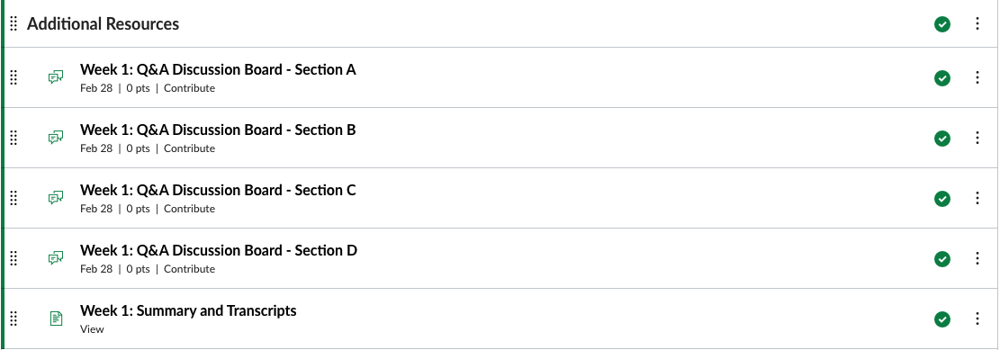 Additional Resources
Week 1: Q&A Discussion Board - Section A
Feb 28 | 0 pts | Contribute
Week 1: Q&A Discussion Board - Section B
Feb 28 | 0 pts | Contribute
Week 1: Q&A Discussion Board - Section C
Feb 28 | 0 pts | Contribute
Week 1: Q&A Discussion Board - Section D
Feb 28 | 0 pts | Contribute
Week 1: Summary and Transcripts
View